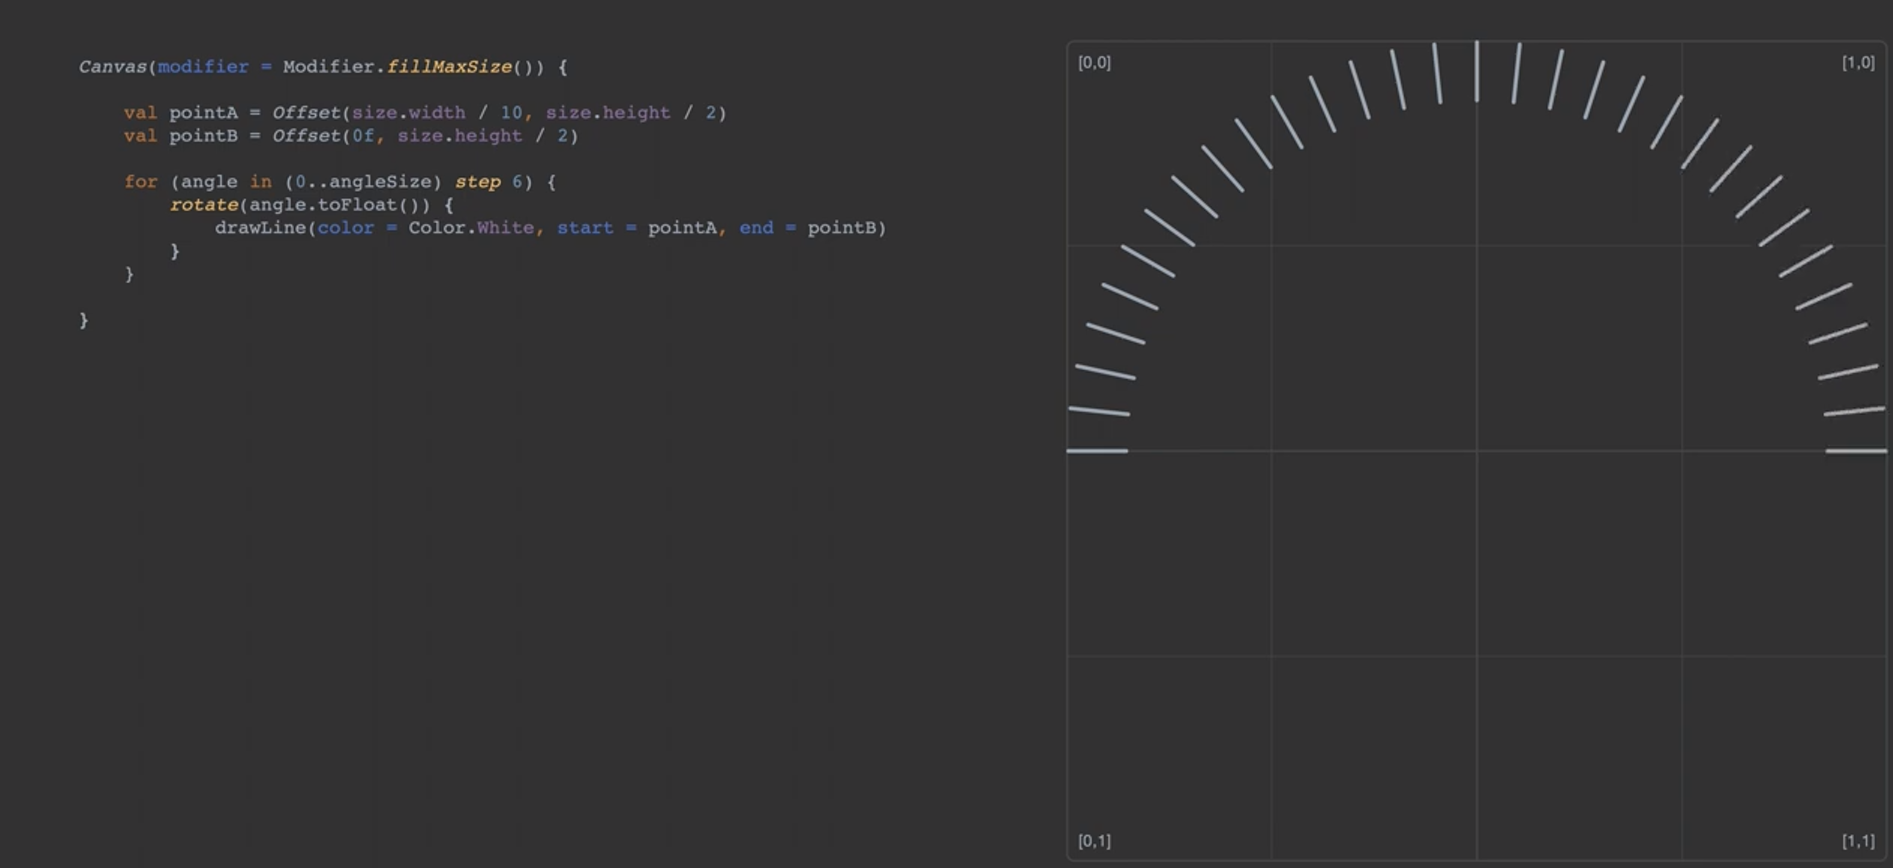 Canvas(modifier = Modifier.fillMaxSize()) {
val pointA = Offset(size.width / 10, size.height / 2)
val pointB = Offset(0f, size.height / 2)
for (angle in (0..angleSize) step 6) {
rotate(angle.toFloat()) {
drawLine(color = Color.White, start = pointA, end = pointB)
}
}
}
[0,0]
[1,0]
[0,1]
[1,1]